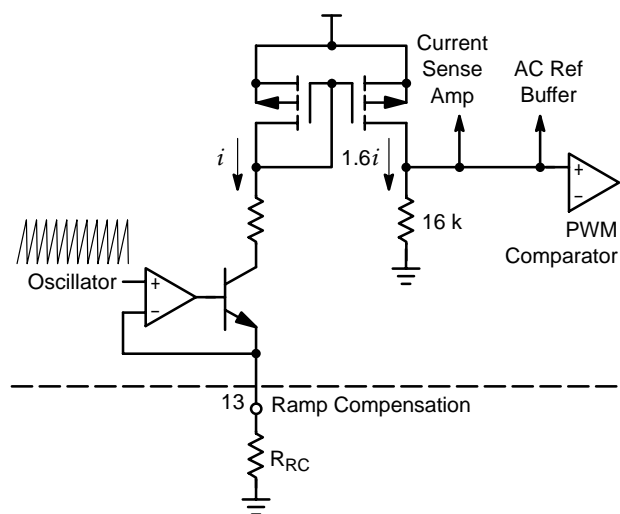 Current
Sense
Amp
AC Ref
Buffer
i
1.6i
+
−
16 k
PWM
Comparator
Oscillator
+
−
13
Ramp Compensation
RRC